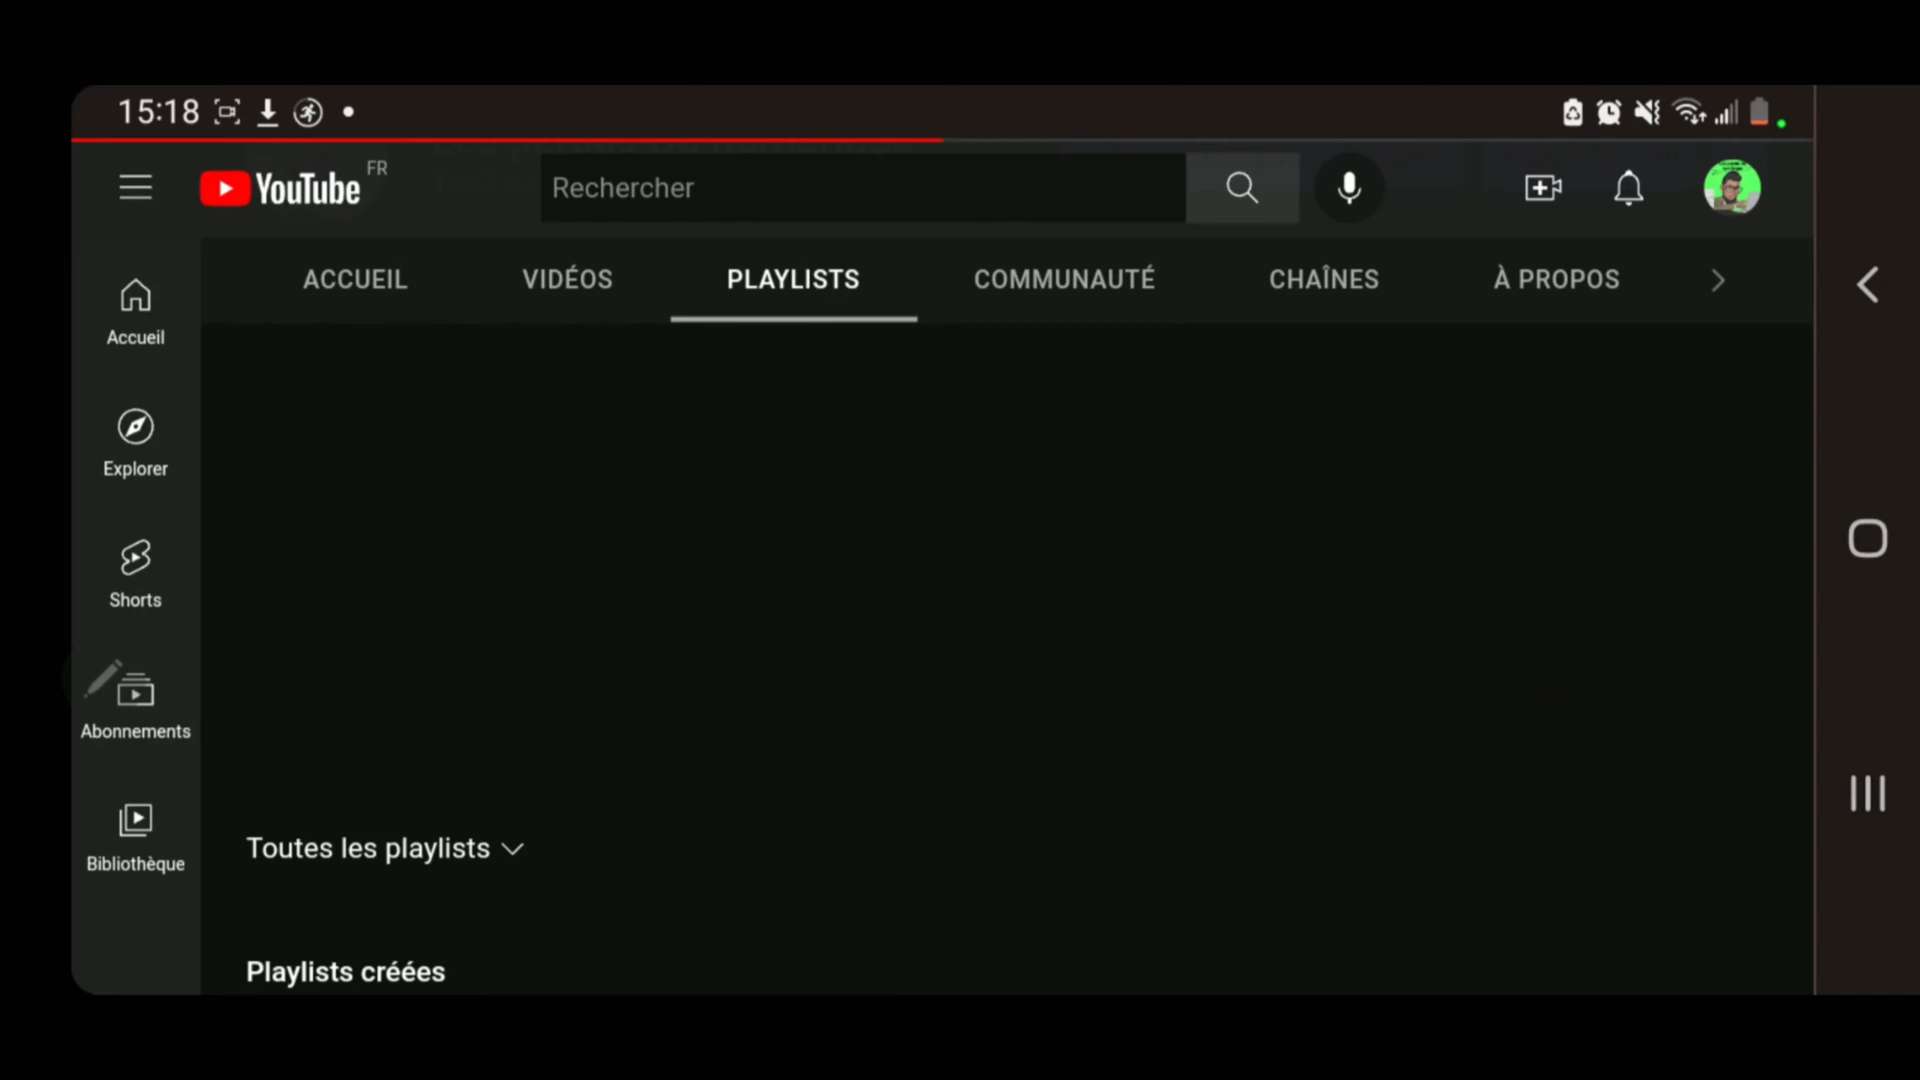 15:18
YouTube FR
Rechercher
ACCUEIL VIDÉOS PLAYLISTS COMMUNAUTÉ CHAÎNES À PROPOS
Accueil
Explorer
Shorts
Abonnements
Bibliothèque
Toutes les playlists
Playlists créées